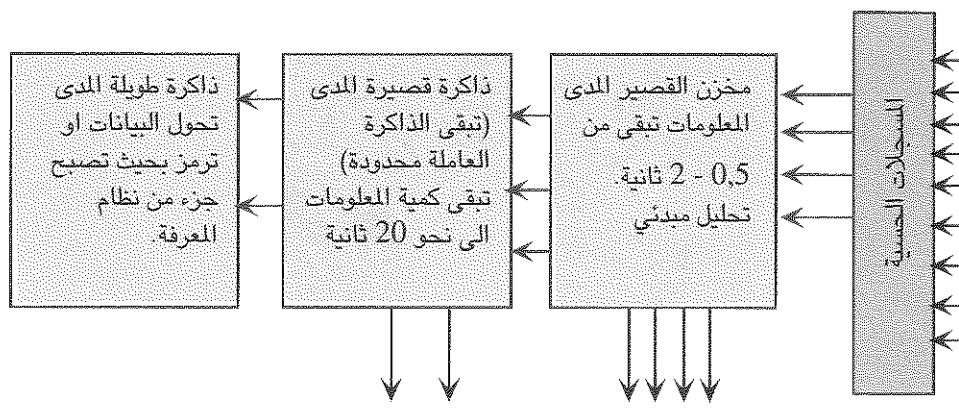 المسجلات الحسية
مخزن القصير المدى
المعلومات تبقى من
0,5 - 2 ثانية.
تحليل مبدئي
ذاكرة قصيرة المدى
(تبقى الذاكرة
العاملة محدودة)
تبقى كمية المعلومات
الى نحو 20 ثانية
ذاكرة طويلة المدى
تحول البيانات او
ترمز بحيث تصبح
جزء من نظام
المعرفة.